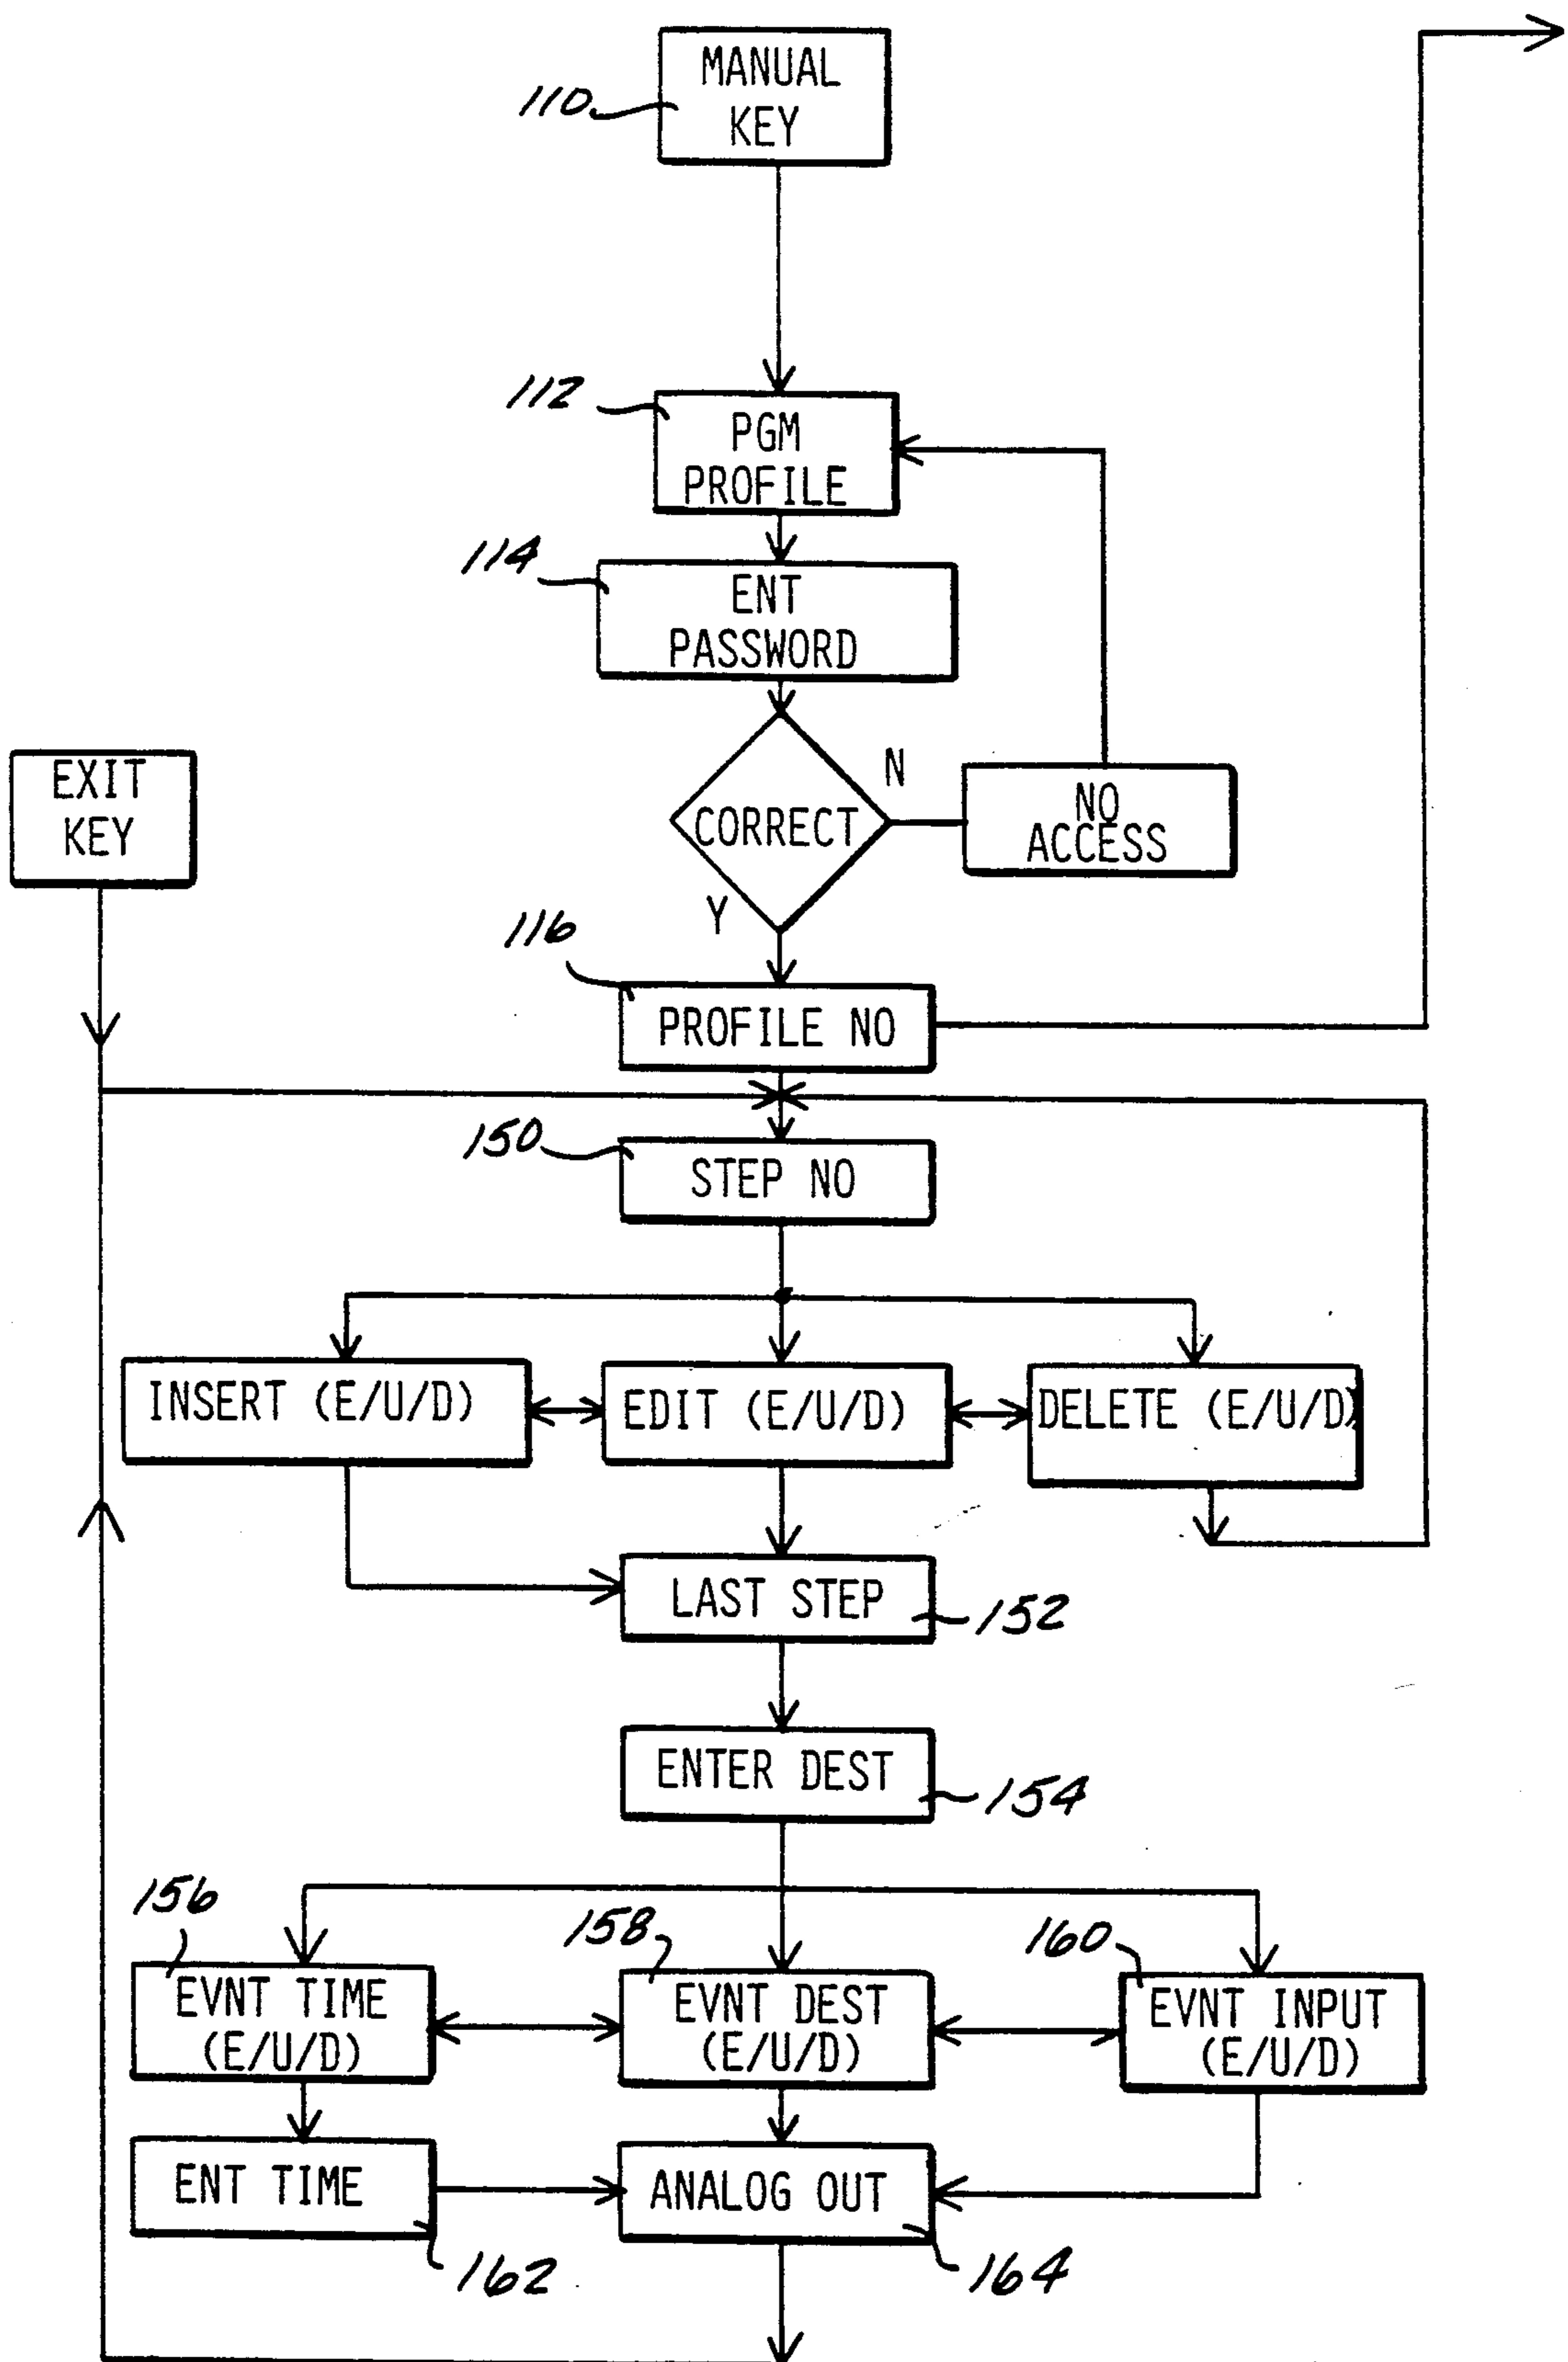 MANUAL
KEY
110
112
PGM
PROFILE
114
ENT
PASSWORD
EXIT
KEY
CORRECT
N
NO
ACCESS
Y
116
PROFILE NO
150
STEP NO
INSERT (E/U/D)
EDIT (E/U/D)
DELETE (E/U/D)
LAST STEP
152
ENTER DEST
154
156
158
160
EVNT TIME
(E/U/D)
EVNT DEST
(E/U/D)
EVNT INPUT
(E/U/D)
ENT TIME
ANALOG OUT
162
164